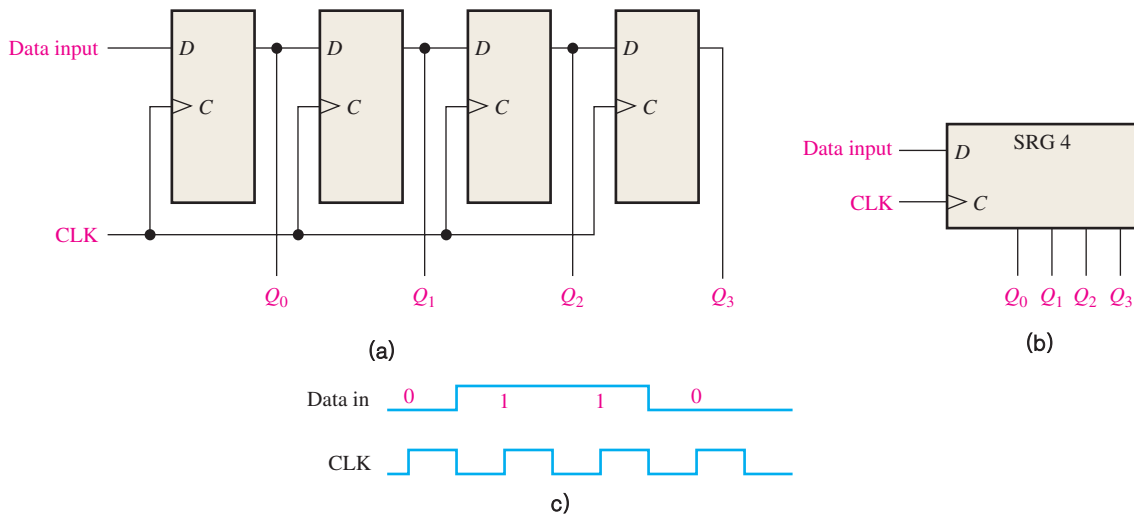 Data input D D D D
C C C C
CLK
Q0 Q1 Q2 Q3
(a)
SRG 4
Data input D
CLK C
Q0 Q1 Q2 Q3
(b)
Data in 0 1 1 0
CLK
c)